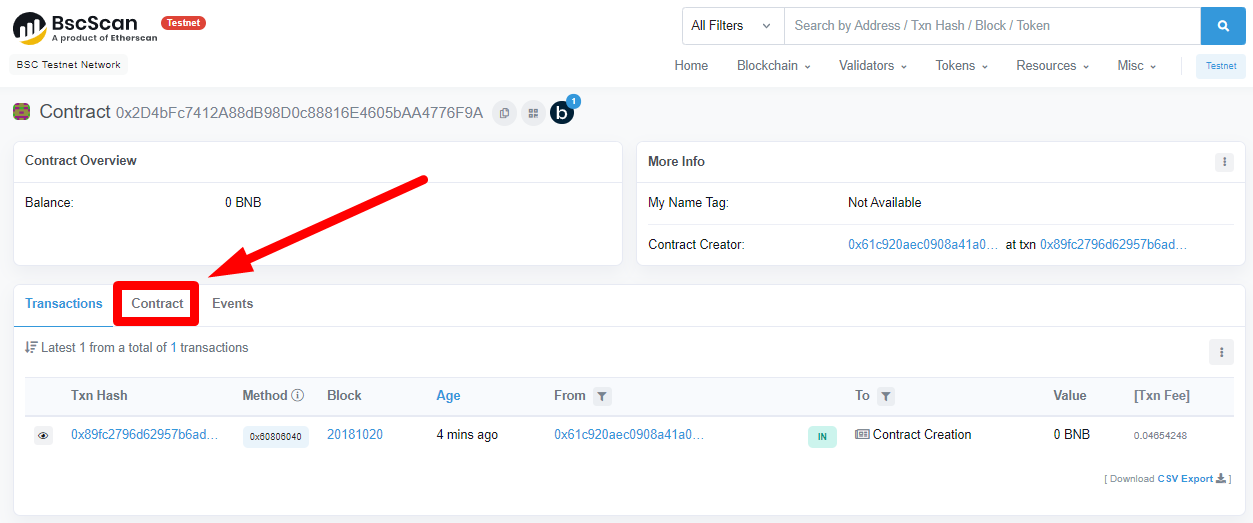 BscScan Testnet
A product of Etherscan
All Filters Search by Address / Txn Hash / Block / Token
BSC Testnet Network
Home Blockchain Validators Tokens Resources Misc Testnet
Contract 0x2D4bFc7412A88dB98D0c88816E4605bAA4776F9A b 1
Contract Overview
Balance: 0 BNB
More Info
My Name Tag: Not Available
Contract Creator: 0x61c920aec0908a41a0... at txn 0x89fc2796d62957b6ad...
Transactions Contract Events
Latest 1 from a total of 1 transactions
Txn Hash Method Block Age From To Value [Txn Fee]
0x89fc2796d62957b6ad... 0x60806040 20181020 4 mins ago 0x61c920aec0908a41a0... IN Contract Creation 0 BNB 0.04654248
[ Download CSV Export ]